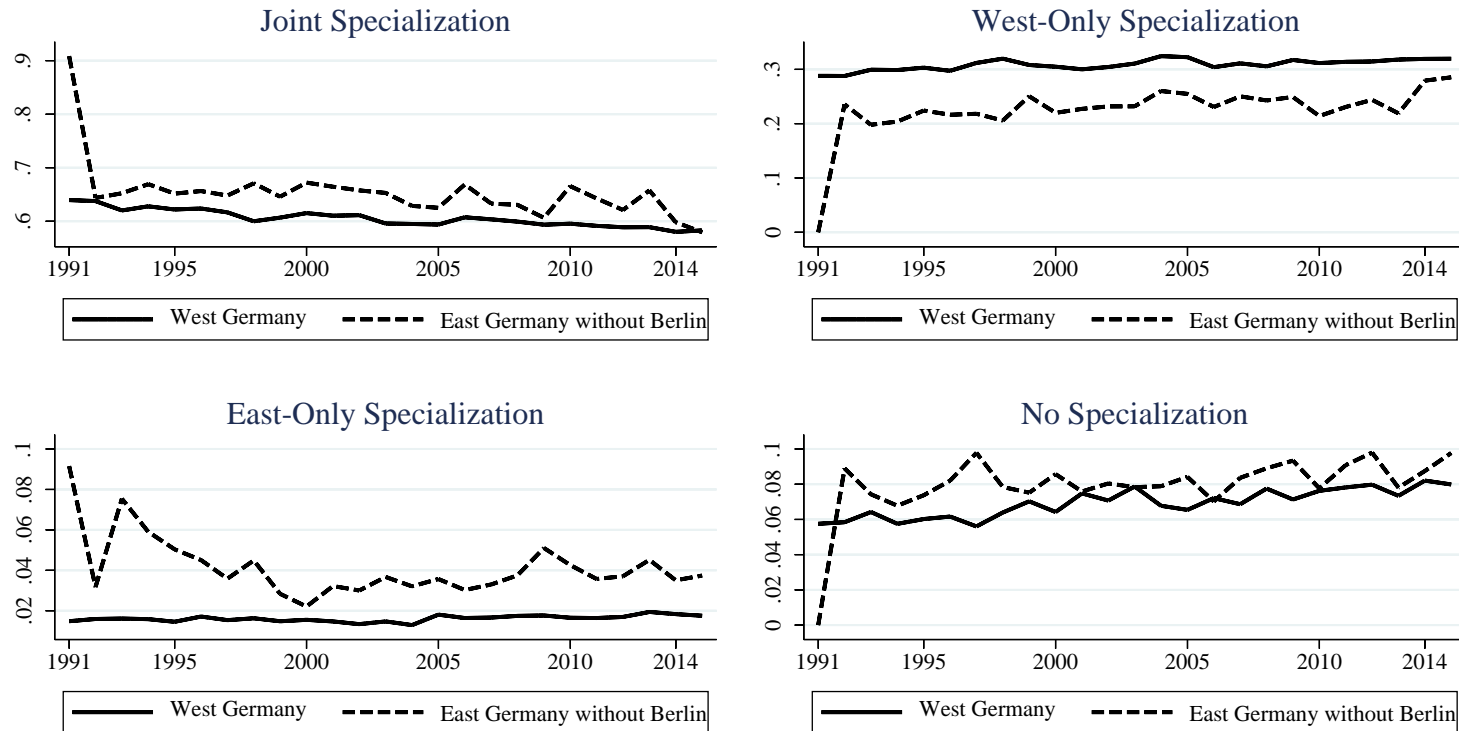 Joint Specialization
.9
.8
.7
.6
1991 1995 2000 2005 2010 2014
West Germany East Germany without Berlin
West-Only Specialization
.3
.2
.1
0
1991 1995 2000 2005 2010 2014
West Germany East Germany without Berlin
East-Only Specialization
.1
.08
.06
.04
.02
1991 1995 2000 2005 2010 2014
West Germany East Germany without Berlin
No Specialization
.1
.08
.06
.04
.02
0
1991 1995 2000 2005 2010 2014
West Germany East Germany without Berlin